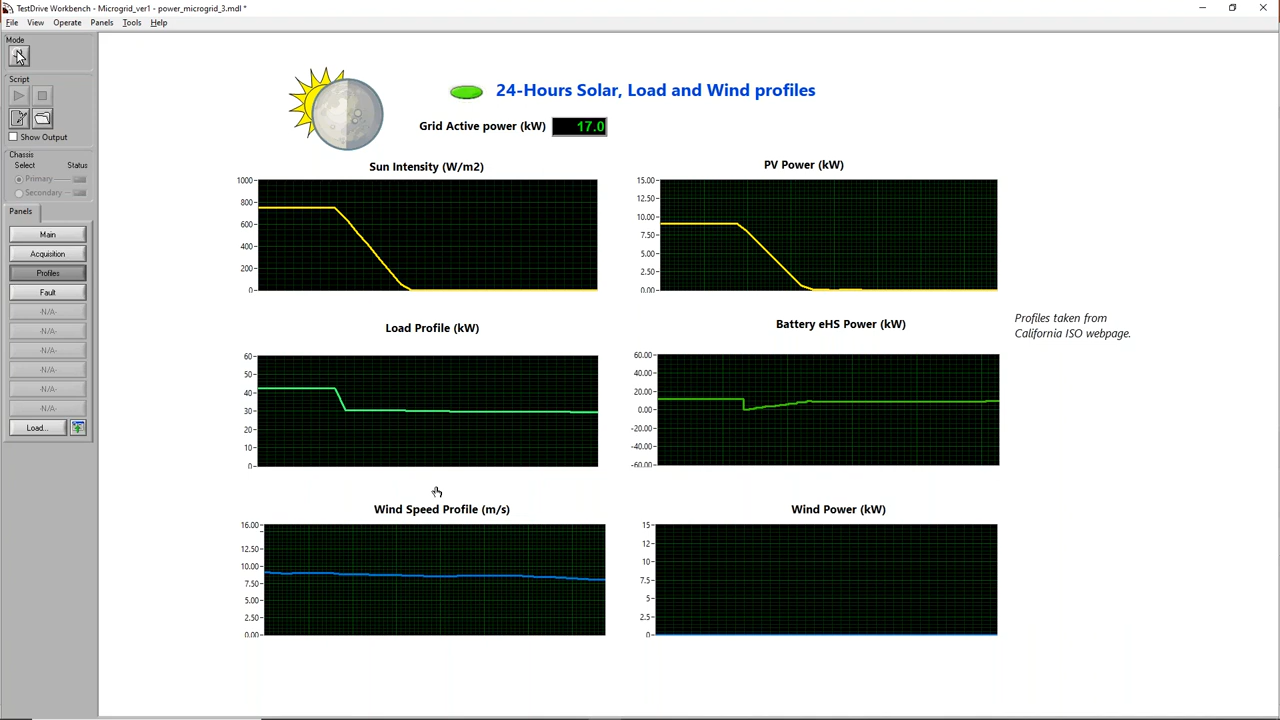 TestDrive Workbench - Microgrid_ver1 - power_microgrid_3.mdl *
File View Operate Panels Tools Help
Mode
Script
Show Output
Chassis
Select Status
Primary
Secondary
Panels
Main
Acquisition
Profiles
Fault
-N/A-
-N/A-
-N/A-
-N/A-
-N/A-
-N/A-
Load...
24-Hours Solar, Load and Wind profiles
Grid Active power (kW) 17.0
Sun Intensity (W/m2)
1000
800
600
400
200
0
PV Power (kW)
15.00
12.50
10.00
7.50
5.00
2.50
0.00
Load Profile (kW)
60
50
40
30
20
10
0
Battery eHS Power (kW)
60.00
40.00
20.00
0.00
-20.00
-40.00
-60.00
Profiles taken from
California ISO webpage.
Wind Speed Profile (m/s)
16.00
12.50
10.00
7.50
5.00
2.50
0.00
Wind Power (kW)
15
12
10
7.5
5
2.5
0